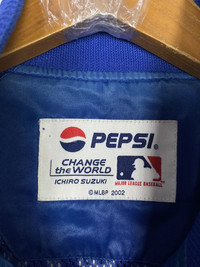 PEPSI.
CHANGE
the WORLD
ICHIRO SUZUKI
MAJOR LEAGUE BASEBALL
©MLBP 2002